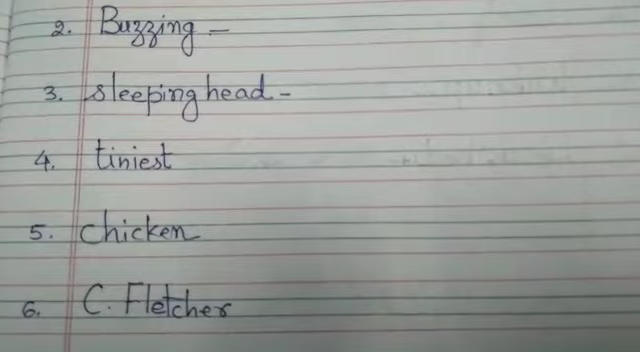 2. Buzzing -
3. sleeping head -
4. tiniest
5. chicken
6. C. Fletcher